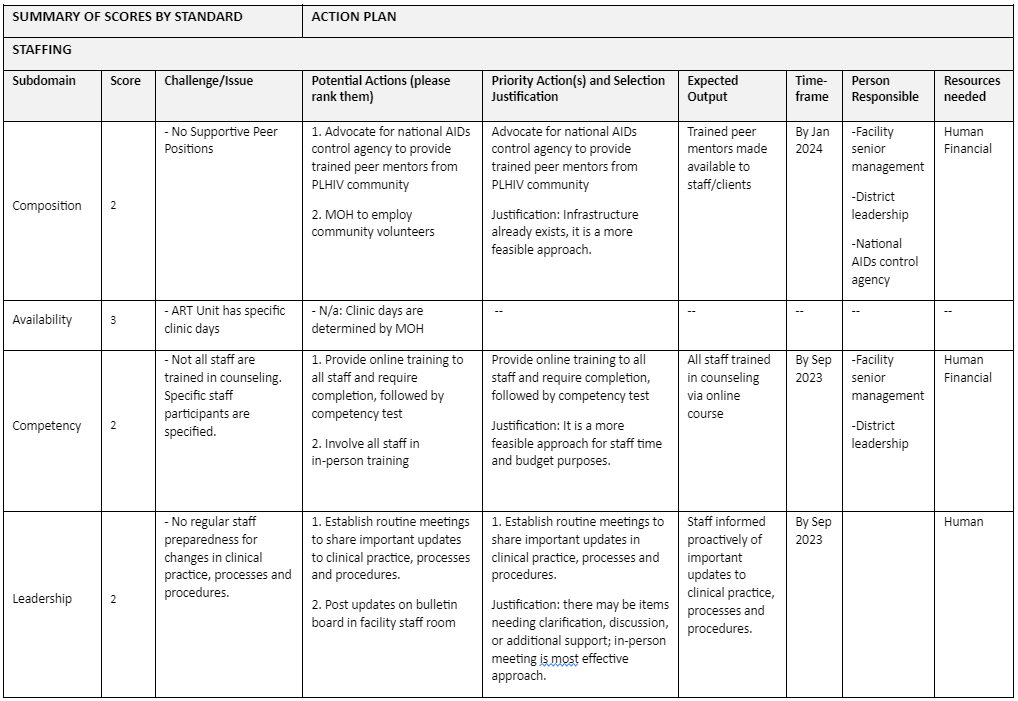 SUMMARY OF SCORES BY STANDARD
ACTION PLAN
STAFFING
Subdomain
Score
Challenge/Issue
Potential Actions (please
rank them)
Priority Action(s) and Selection
Justification
Expected
Output
Time-
frame
Person
Responsible
Resources
needed
Composition
2
- No Supportive Peer
Positions
1. Advocate for national AIDs
control agency to provide
trained peer mentors from
PLHIV community
2. MOH to employ
community volunteers
Advocate for national AIDs
control agency to provide
trained peer mentors from
PLHIV community
Justification: Infrastructure
already exists, it is a more
feasible approach.
Trained peer
mentors made
available to
staff/clients
By Jan
2024
-Facility
senior
management
-District
leadership
-National
AIDs control
agency
Human
Financial
Availability
3
- ART Unit has specific
clinic days
- N/a: Clinic days are
determined by MOH
--
--
--
--
--
Competency
2
- Not all staff are
trained in counseling.
Specific staff
participants are
specified.
1. Provide online training to
all staff and require
completion, followed by
competency test
2. Involve all staff in
in-person training
Provide online training to all
staff and require completion,
followed by competency test
Justification: It is a more
feasible approach for staff time
and budget purposes.
All staff trained
in counseling
via online
course
By Sep
2023
-Facility
senior
management
-District
leadership
Human
Financial
Leadership
2
- No regular staff
preparedness for
changes in clinical
practice, processes and
procedures.
1. Establish routine meetings
to share important updates
to clinical practice, processes
and procedures.
2. Post updates on bulletin
board in facility staff room
1. Establish routine meetings to
share important updates in
clinical practice, processes and
procedures.
Justification: there may be items
needing clarification, discussion,
or additional support; in-person
meeting is most effective
approach.
Staff informed
proactively of
important
updates to
clinical practice,
processes and
procedures.
By Sep
2023
Human